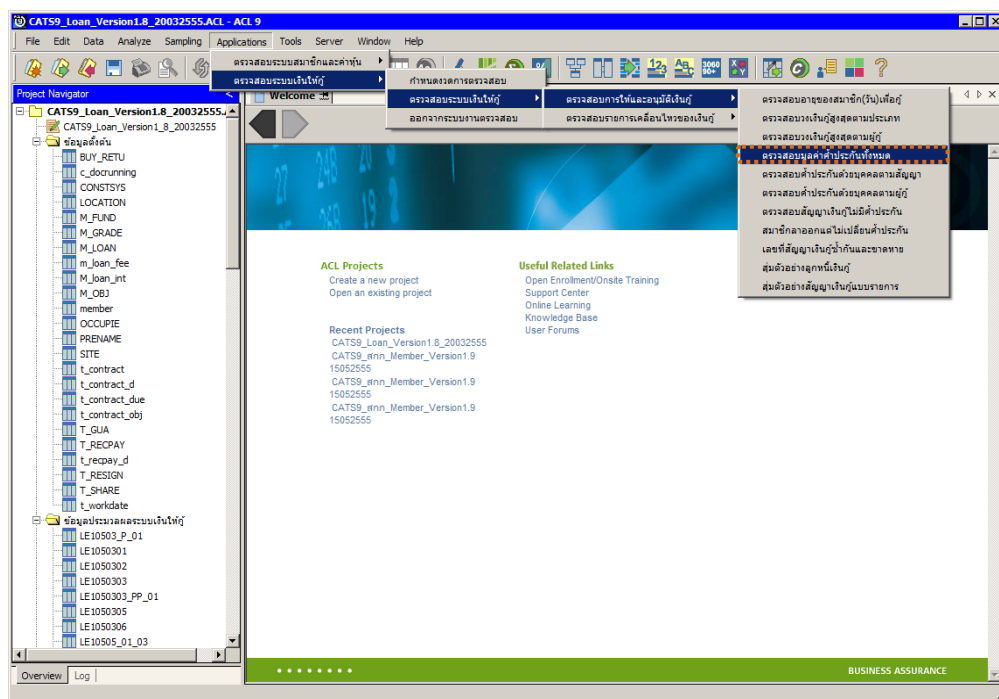 CATS9_Loan_Version1.8_20032555.ACL - ACL 9
File Edit Data Analyze Sampling Applications Tools Server Window Help
ตรวจสอบระบบสมาชิกและค่าหุ้น
ตรวจสอบระบบเงินให้กู้
กำหนดงวดการตรวจสอบ
ตรวจสอบระบบเงินให้กู้
ออกจากระบบงานตรวจสอบ
ตรวจสอบการให้และอนุมัติเงินกู้
ตรวจสอบรายการเคลื่อนไหวของเงินกู้
ตรวจสอบอายุของสมาชิก(วัน)เพื่อกู้
ตรวจสอบวงเงินกู้สูงสุดตามประเภท
ตรวจสอบวงเงินกู้สูงสุดตามผู้กู้
ตรวจสอบมูลค่าค้ำประกันทั้งหมด
ตรวจสอบค้ำประกันด้วยบุคคลตามสัญญา
ตรวจสอบค้ำประกันด้วยบุคคลตามผู้กู้
ตรวจสอบสัญญาเงินกู้ไม่มีค้ำประกัน
สมาชิกลาออกแต่ไม่เปลี่ยนค้ำประกัน
เลขที่สัญญาเงินกู้ซ้ำกันและขาดหาย
สุ่มตัวอย่างลูกหนี้เงินกู้
สุ่มตัวอย่างสัญญาเงินกู้แบบรายการ
Project Navigator
CATS9_Loan_Version1.8_20032555.
CATS9_Loan_Version1_8_20032555
ข้อมูลตั้งต้น
BUY_RETU
c_docrunning
CONSTSYS
LOCATION
M_FUND
M_GRADE
M_LOAN
m_loan_fee
M_loan_int
M_OBJ
member
OCCUPIE
PRENAME
SITE
t_contract
t_contract_d
t_contract_due
t_contract_obj
T_GUA
T_RECPAY
t_recpay_d
T_RESIGN
T_SHARE
t_workdate
ข้อมูลประมวลผลระบบเงินให้กู้
LE10503_P_01
LE1050301
LE1050302
LE1050303
LE1050303_PP_01
LE1050305
LE1050306
LE10505_01_03
Overview Log
Welcome
ACL Projects
Create a new project
Open an existing project
Recent Projects
CATS9_Loan_Version1.8_20032555
CATS9_สกก_Member_Version1.9
15052555
CATS9_สกก_Member_Version1.9
15052555
CATS9_สกก_Member_Version1.9
15052555
Useful Related Links
Open Enrollment/Onsite Training
Support Center
Online Learning
Knowledge Base
User Forums
BUSINESS ASSURANCE